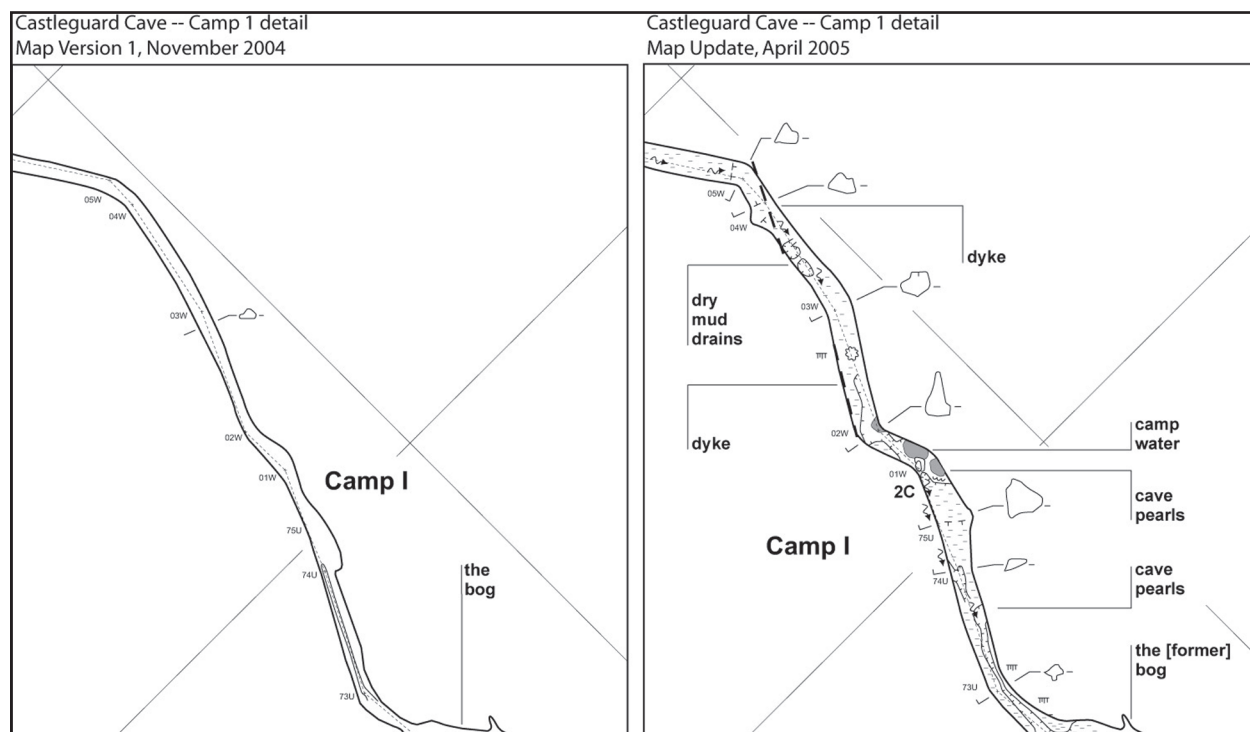 Castleguard Cave -- Camp 1 detail
Map Version 1, November 2004
05W
04W
03W
02W
01W
Camp I
75U
74U
the
bog
73U
Castleguard Cave -- Camp 1 detail
Map Update, April 2005
05W
04W
dyke
dry
mud
drains
03W
dyke
02W
camp
water
01W
2C
cave
pearls
75U
Camp I
74U
cave
pearls
the [former]
bog
73U